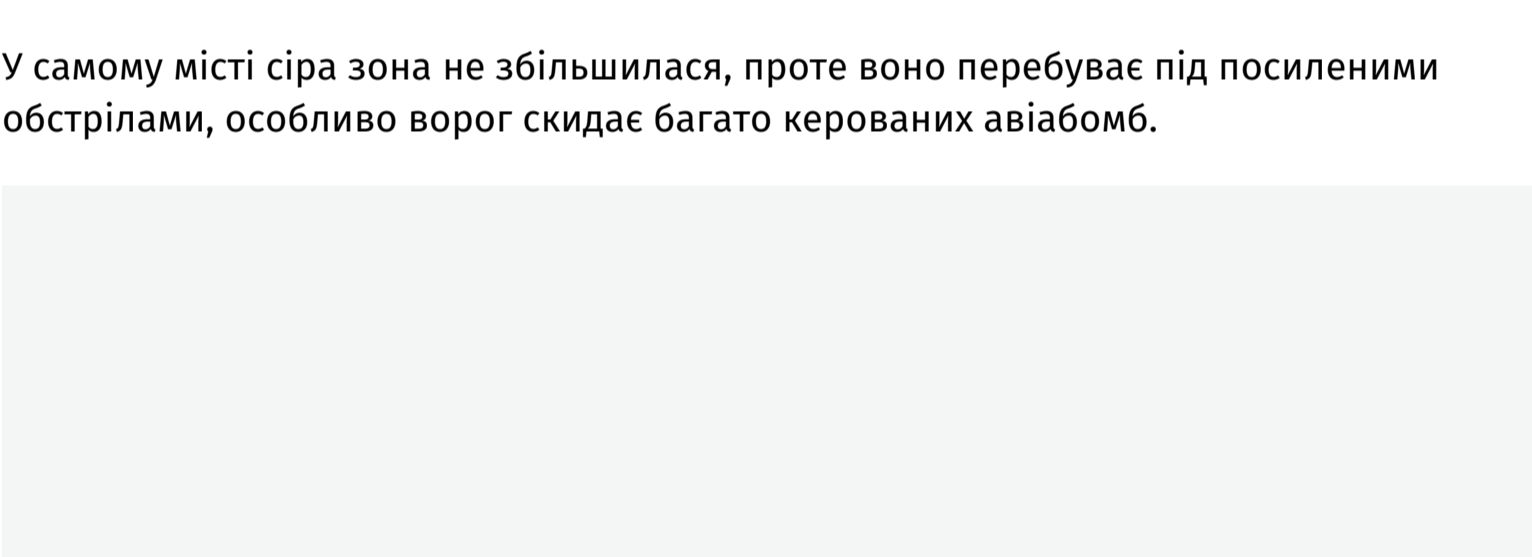 У самому місті сіра зона не збільшилася, проте воно перебуває під посиленими
обстрілами, особливо ворог скидає багато керованих авіабомб.